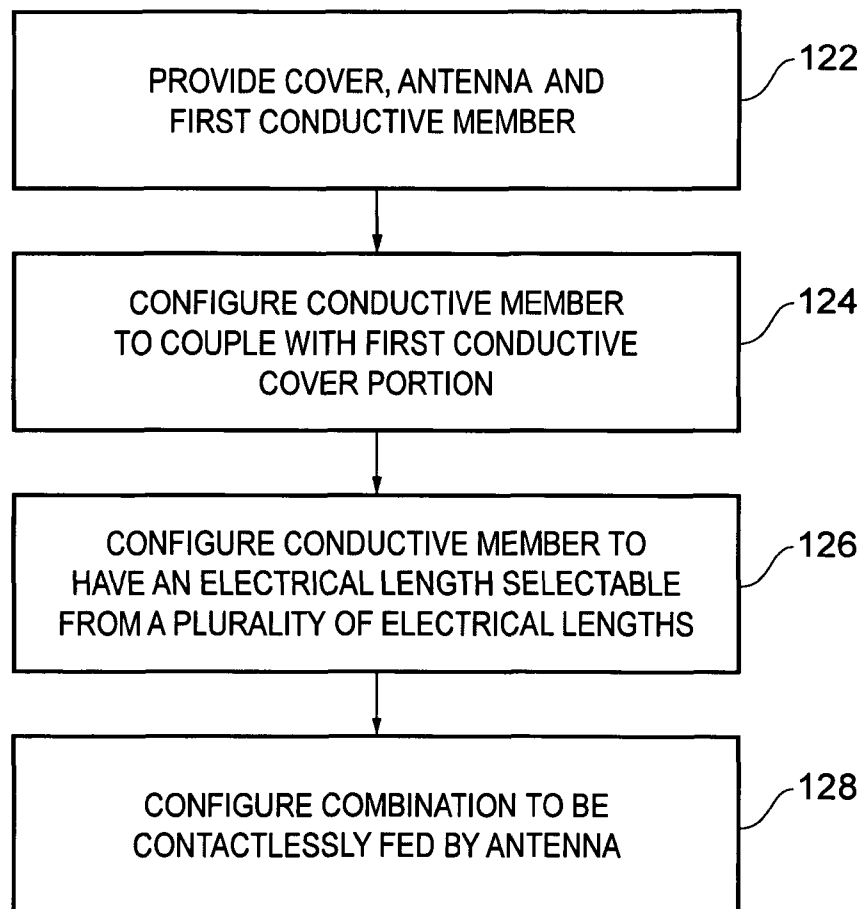 PROVIDE COVER, ANTENNA AND
FIRST CONDUCTIVE MEMBER
122
CONFIGURE CONDUCTIVE MEMBER
TO COUPLE WITH FIRST CONDUCTIVE
COVER PORTION
124
CONFIGURE CONDUCTIVE MEMBER TO
HAVE AN ELECTRICAL LENGTH SELECTABLE
FROM A PLURALITY OF ELECTRICAL LENGTHS
126
CONFIGURE COMBINATION TO BE
CONTACTLESSLY FED BY ANTENNA
128